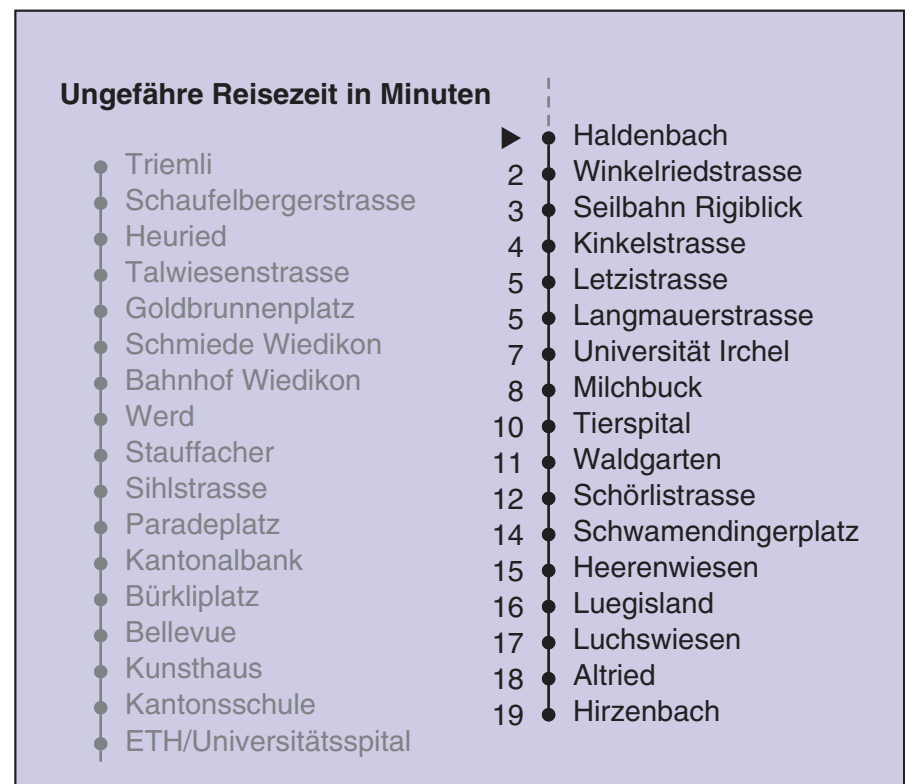 Ungefähre Reisezeit in Minuten
Triemli
Schaufelbergerstrasse
Heuried
Talwiesenstrasse
Goldbrunnenplatz
Schmiede Wiedikon
Bahnhof Wiedikon
Werd
Stauffacher
Sihlstrasse
Paradeplatz
Kantonalbank
Bürkliplatz
Bellevue
Kunsthaus
Kantonsschule
ETH/Universitätsspital
Haldenbach
2 Winkelriedstrasse
3 Seilbahn Rigiblick
4 Kinkelstrasse
5 Letzistrasse
5 Langmauerstrasse
7 Universität Irchel
8 Milchbuck
10 Tierspital
11 Waldgarten
12 Schörlistrasse
14 Schwamendingerplatz
15 Heerenwiesen
16 Luegisland
17 Luchswiesen
18 Altried
19 Hirzenbach